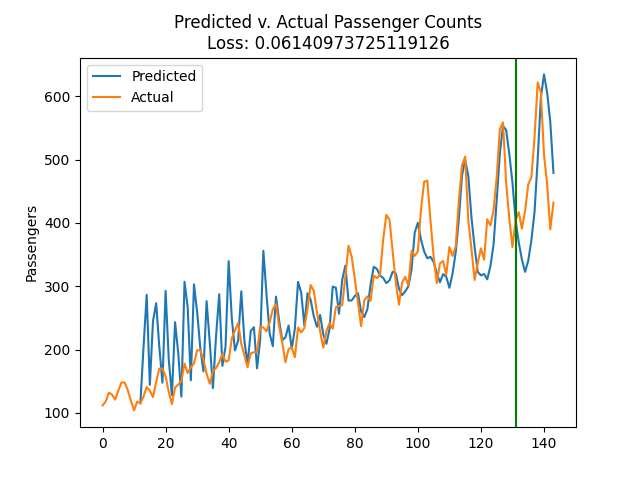 Predicted v. Actual Passenger Counts
Loss: 0.06140973725119126
Predicted
Actual
Passengers
600
500
400
300
200
100
0 20 40 60 80 100 120 140